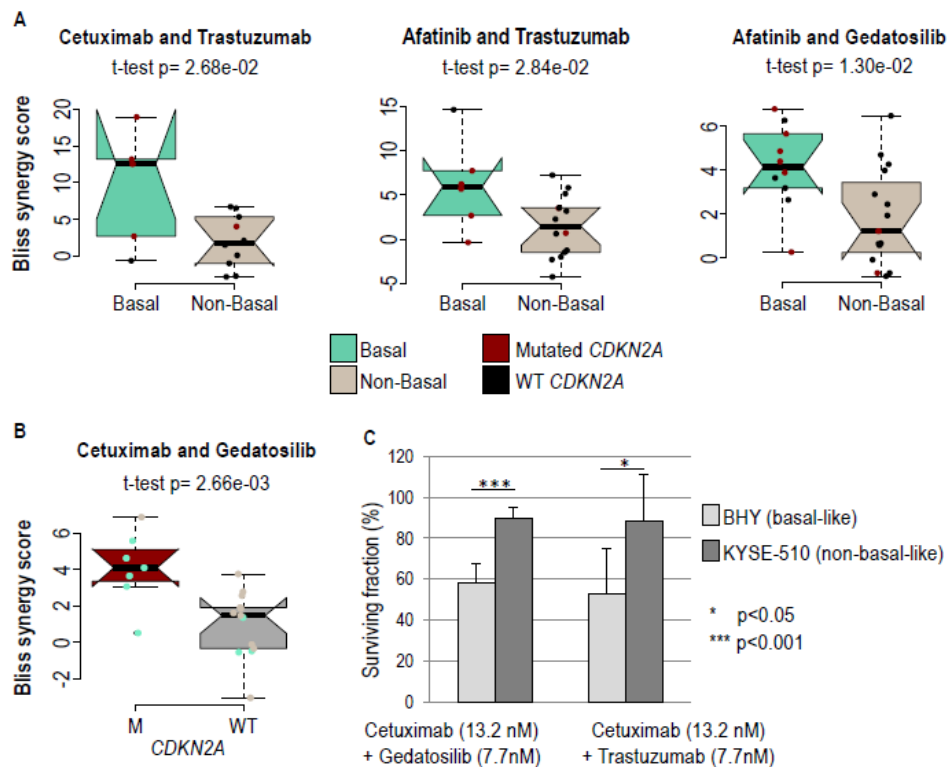 A
Cetuximab and Trastuzumab
t-test p= 2.68e-02
Bliss synergy score
20
15
10
5
0
Basal
Non-Basal
Afatinib and Trastuzumab
t-test p= 2.84e-02
15
10
5
0
-5
Basal
Non-Basal
Afatinib and Gedatosilib
t-test p= 1.30e-02
6
4
2
0
Basal
Non-Basal
Basal
Mutated CDKN2A
Non-Basal
WT CDKN2A
B
Cetuximab and Gedatosilib
t-test p= 2.66e-03
Bliss synergy score
6
4
2
0
-2
M
WT
CDKN2A
C
Surviving fraction (%)
120
100
80
60
40
20
0
***
*
BHY (basal-like)
KYSE-510 (non-basal-like)
* p<0.05
*** p<0.001
Cetuximab (13.2 nM)
+ Gedatosilib (7.7nM)
Cetuximab (13.2 nM)
+ Trastuzumab (7.7nM)